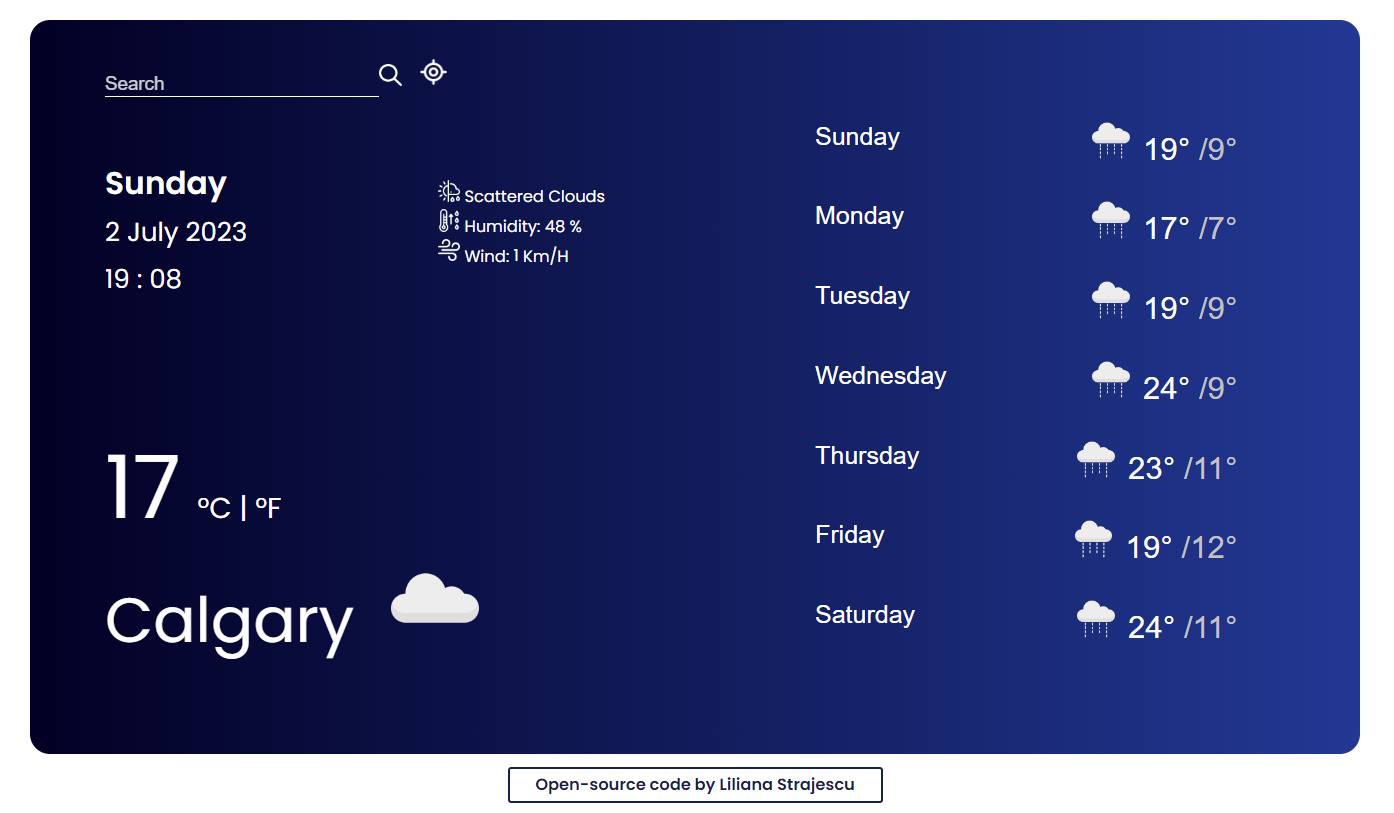 Search
Sunday
2 July 2023
19 : 08
Scattered Clouds
Humidity: 48 %
Wind: 1 Km/H
17 °C | °F
Calgary
Sunday 19° /9°
Monday 17° /7°
Tuesday 19° /9°
Wednesday 24° /9°
Thursday 23° /11°
Friday 19° /12°
Saturday 24° /11°
Open-source code by Liliana Strajescu